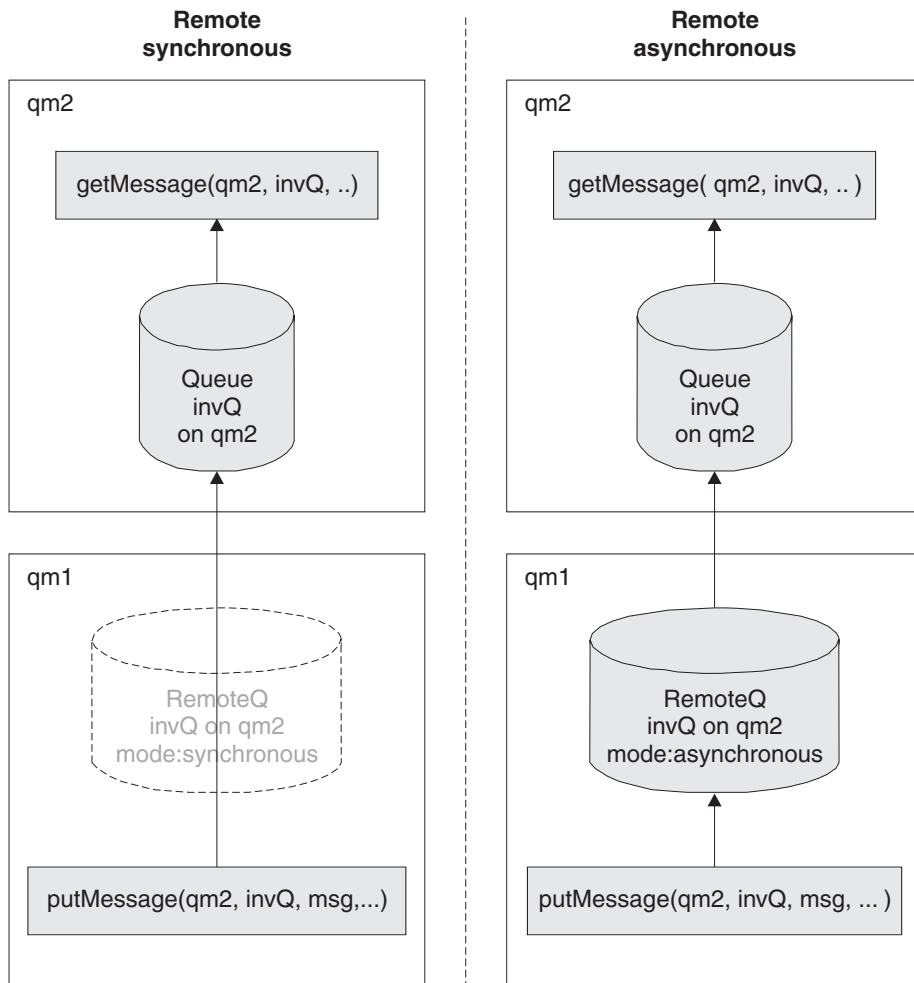 Remote
synchronous
qm2
getMessage(qm2, invQ, ..)
Queue
invQ
on qm2
qm1
RemoteQ
invQ on qm2
mode:synchronous
putMessage(qm2, invQ, msg,...)
Remote
asynchronous
qm2
getMessage( qm2, invQ, .. )
Queue
invQ
on qm2
qm1
RemoteQ
invQ on qm2
mode:asynchronous
putMessage(qm2, invQ, msg, ... )